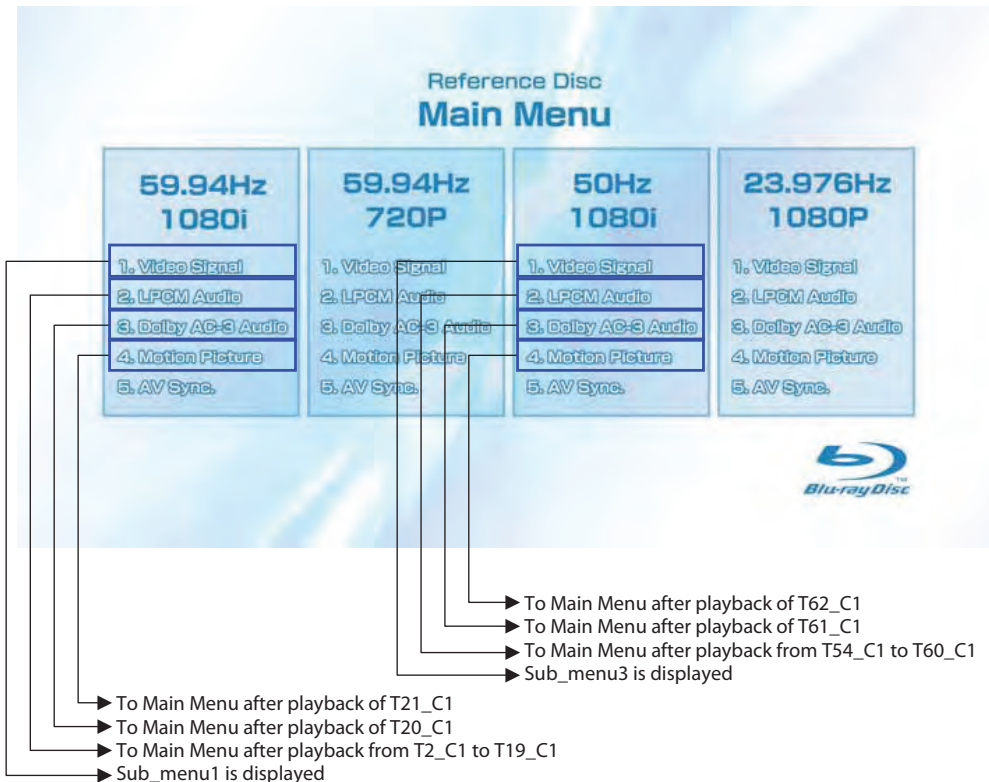 Reference Disc
Main Menu
59.94Hz
1080i
1. Video Signal
2. LPCM Audio
3. Dolby AC-3 Audio
4. Motion Picture
5. AV Sync.
59.94Hz
720P
1. Video Signal
2. LPCM Audio
3. Dolby AC-3 Audio
4. Motion Picture
5. AV Sync.
50Hz
1080i
1. Video Signal
2. LPCM Audio
3. Dolby AC-3 Audio
4. Motion Picture
5. AV Sync.
23.976Hz
1080P
1. Video Signal
2. LPCM Audio
3. Dolby AC-3 Audio
4. Motion Picture
5. AV Sync.
Blu-ray Disc™
To Main Menu after playback of T62_C1
To Main Menu after playback of T61_C1
To Main Menu after playback from T54_C1 to T60_C1
Sub_menu3 is displayed
To Main Menu after playback of T21_C1
To Main Menu after playback of T20_C1
To Main Menu after playback from T2_C1 to T19_C1
Sub_menu1 is displayed